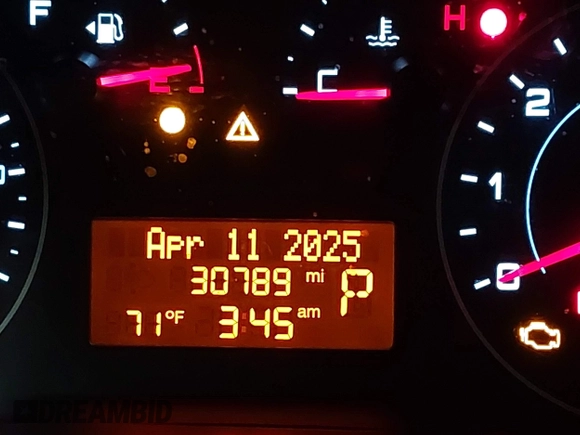 F
H
C
E
2
1
0
Apr 11 2025
30789 mi
P
71°F 3:45 am
DREAMBID